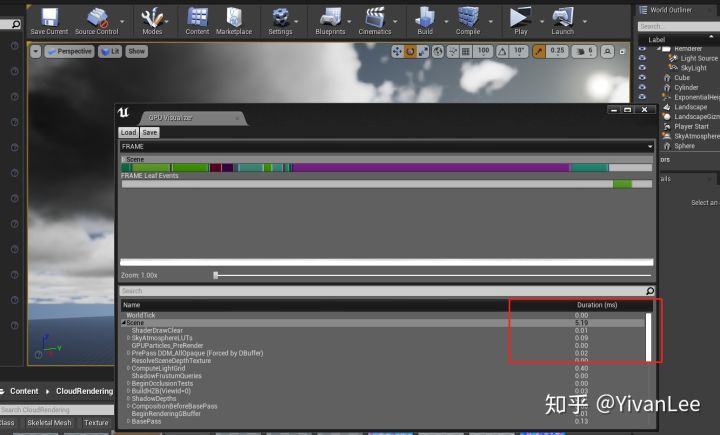 World Outliner
Save Current
Source Control
Modes
Content
Marketplace
Settings
Blueprints
Cinematics
Build
Compile
Play
Launch
Search...
Label
Perspective
Lit
Show
100
10°
0.25
6
Renderer
Light Source
SkyLight
Cube
Cylinder
ExponentialHei
Landscape
LandscapeGizm
Player Start
SkyAtmosphere
Sphere
ors
ails
Select an
GPU Visualizer
Load
Save
FRAME
Scene
FRAME Leaf Events
Zoom: 1.00x
Search
Name Duration (ms)
WorldTick 0.00
Scene 5.19
ShaderDrawClear 0.01
SkyAtmosphereLUTs 0.09
GPUParticles_PreRender 0.00
PrePass DDM_AllOpaque (Forced by DBuffer) 0.02
ResolveSceneDepthTexture 0.00
ComputeLightGrid 0.40
ShadowFrustumQueries 0.00
BeginOcclusionTests 0.00
BuildHZB(ViewId=0) 0.03
ShadowDepths
CompositionBeforeBasePass
BeginRenderingGBuffer .01
BasePass 0.13
Content
CloudRendering
Search CloudRendering
Class
Skeletal Mesh
Texture
知乎 @YivanLee